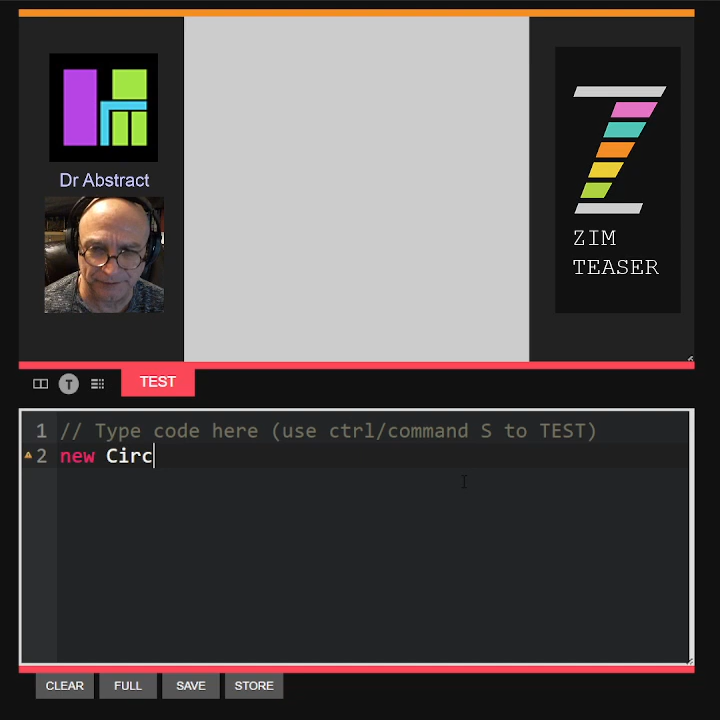 Dr Abstract
ZIM
TEASER
T
TEST
1 // Type code here (use ctrl/command S to TEST)
2 new Circ
CLEAR FULL SAVE STORE